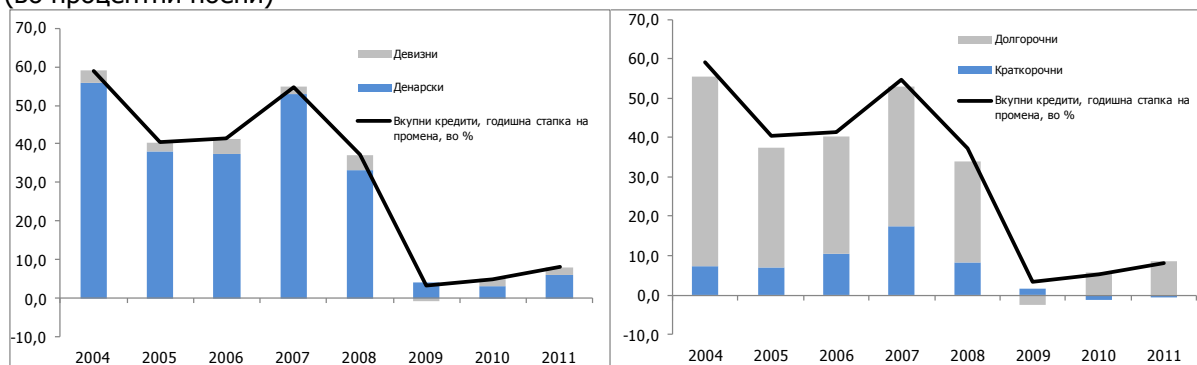 (во процентни поени)
70,0
60,0
50,0
40,0
30,0
20,0
10,0
0,0
-10,0
Девизни
Денарски
Вкупни кредити, годишна стапка на
промена, во %
2004 2005 2006 2007 2008 2009 2010 2011
70,0
60,0
50,0
40,0
30,0
20,0
10,0
0,0
-10,0
Долгорочни
Краткорочни
Вкупни кредити, годишна стапка на
промена, во %
2004 2005 2006 2007 2008 2009 2010 2011